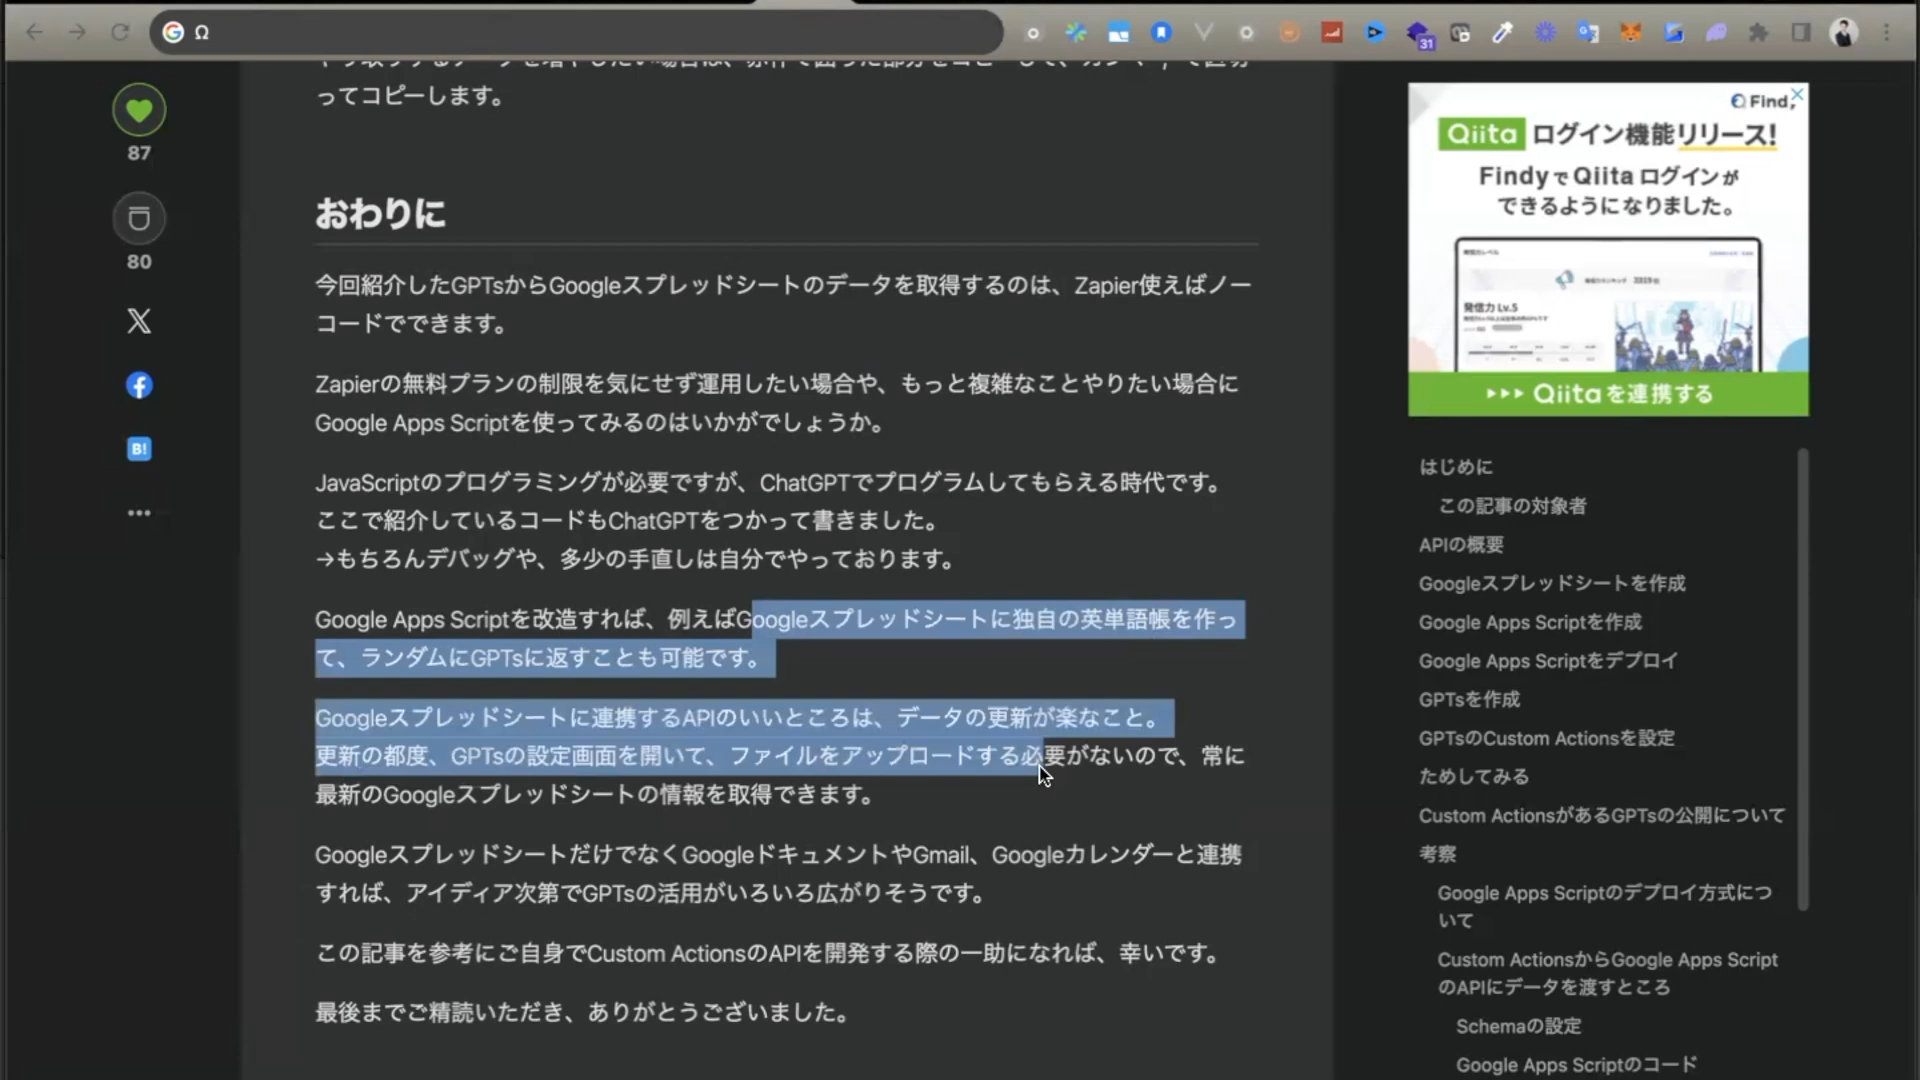 Ω
31
ってコピーします。
87
80
B!
おわりに
今回紹介したGPTsからGoogleスプレッドシートのデータを取得するのは、Zapier使えばノー
コードでできます。
Zapierの無料プランの制限を気にせず運用したい場合や、もっと複雑なことやりたい場合に
Google Apps Scriptを使ってみるのはいかがでしょうか。
JavaScriptのプログラミングが必要ですが、ChatGPTでプログラムしてもらえる時代です。
ここで紹介しているコードもChatGPTをつかって書きました。
→もちろんデバッグや、多少の手直しは自分でやっております。
Google Apps Scriptを改造すれば、例えばGoogleスプレッドシートに独自の英単語帳を作っ
て、ランダムにGPTsに返すことも可能です。
Googleスプレッドシートに連携するAPIのいいところは、データの更新が楽なこと。
更新の都度、GPTsの設定画面を開いて、ファイルをアップロードする必要がないので、常に
最新のGoogleスプレッドシートの情報を取得できます。
GoogleスプレッドシートだけでなくGoogleドキュメントやGmail、Googleカレンダーと連携
すれば、アイディア次第でGPTsの活用がいろいろ広がりそうです。
この記事を参考にご自身でCustom ActionsのAPIを開発する際の一助になれば、幸いです。
最後までご精読いただき、ありがとうございました。
Find
Qiita ログイン機能リリース!
FindyでQiita ログインが
できるようになりました。
発信力 Lv.5
Qiitaを連携する
はじめに
この記事の対象者
APIの概要
Googleスプレッドシートを作成
Google Apps Scriptを作成
Google Apps Scriptをデプロイ
GPTsを作成
GPTsのCustom Actionsを設定
ためしてみる
Custom ActionsがあるGPTsの公開について
考察
Google Apps Scriptのデプロイ方式につ
いて
Custom ActionsからGoogle Apps Script
のAPIにデータを渡すところ
Schemaの設定
Google Apps Scriptのコード